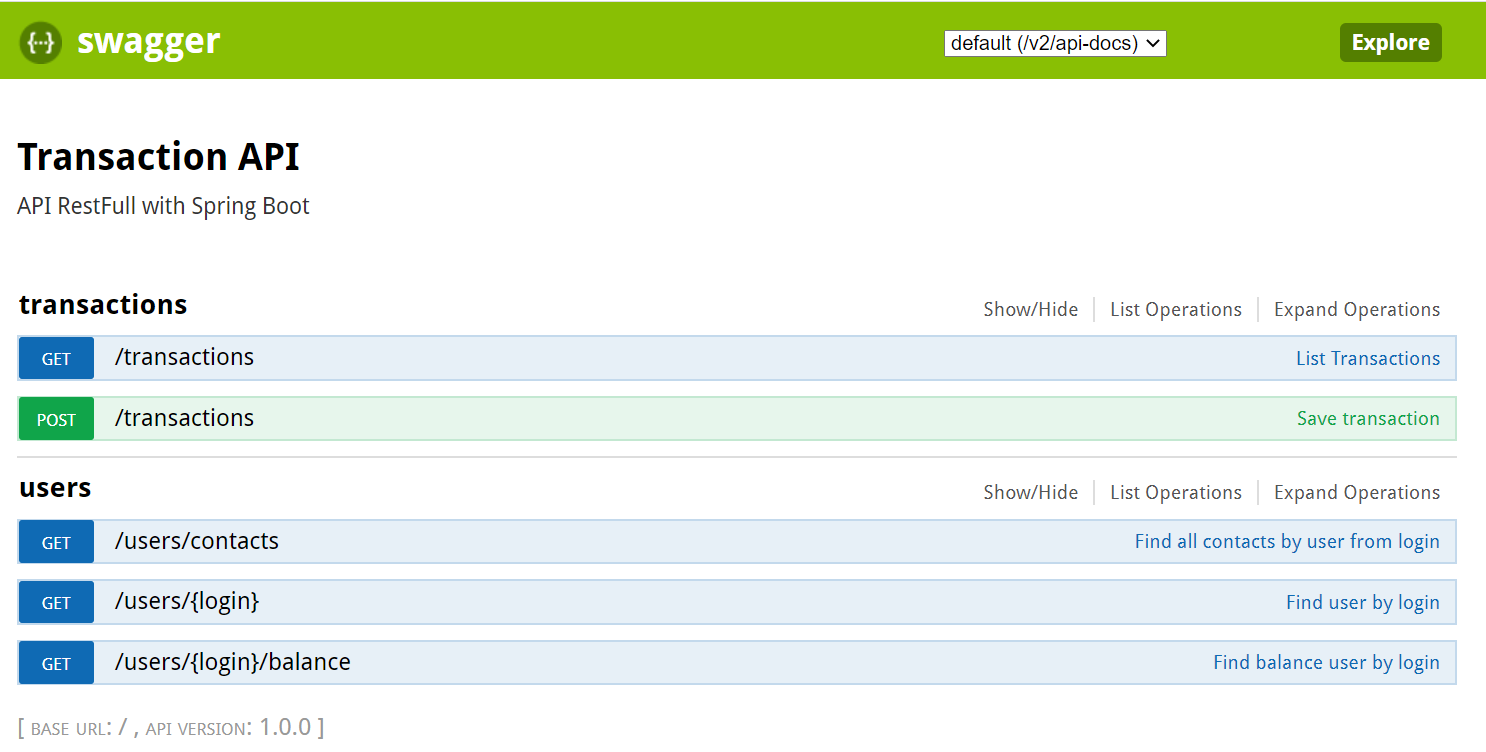 {...} swagger default (/v2/api-docs) Explore
Transaction API
API RestFull with Spring Boot
transactions Show/Hide List Operations Expand Operations
GET /transactions List Transactions
POST /transactions Save transaction
users Show/Hide List Operations Expand Operations
GET /users/contacts Find all contacts by user from login
GET /users/{login} Find user by login
GET /users/{login}/balance Find balance user by login
[ BASE URL: / , API VERSION: 1.0.0 ]